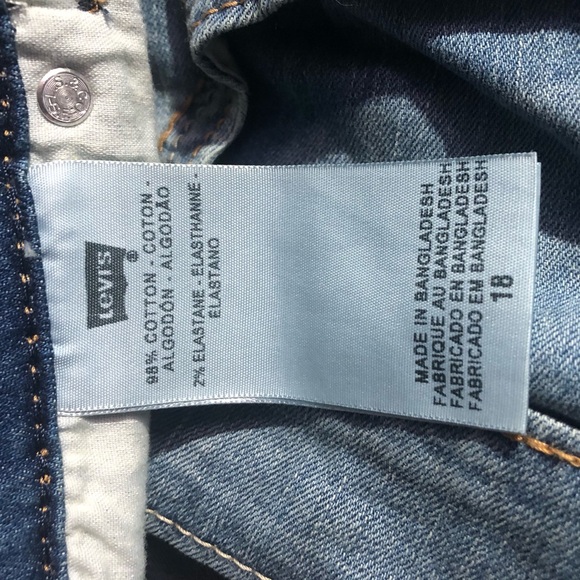 Levi's
®
98% COTTON - COTON -
ALGODÓN - ALGODÃO
2% ELASTANE - ELASTHANNE -
ELASTANO
MADE IN BANGLADESH
FABRIQUE AU BANGLADESH
FABRICADO EN BANGLADESH
FABRICADO EM BANGLADESH
18